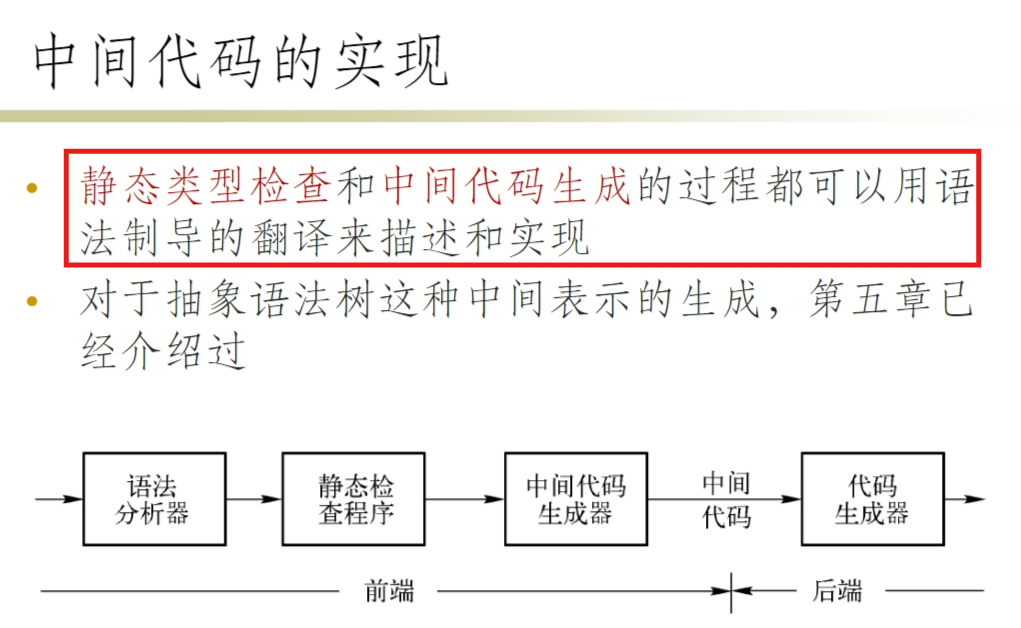 中间代码的实现
静态类型检查和中间代码生成的过程都可以用语
法制导的翻译来描述和实现
对于抽象语法树这种中间表示的生成，第五章已
经介绍过
语法
分析器
静态检
查程序
中间代码
生成器
中间
代码
代码
生成器
前端
后端